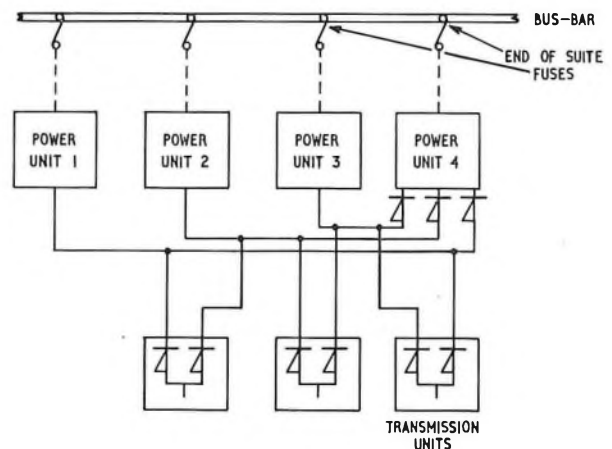 BUS-BAR
END OF SUITE
FUSES
POWER
UNIT 1
POWER
UNIT 2
POWER
UNIT 3
POWER
UNIT 4
TRANSMISSION
UNITS